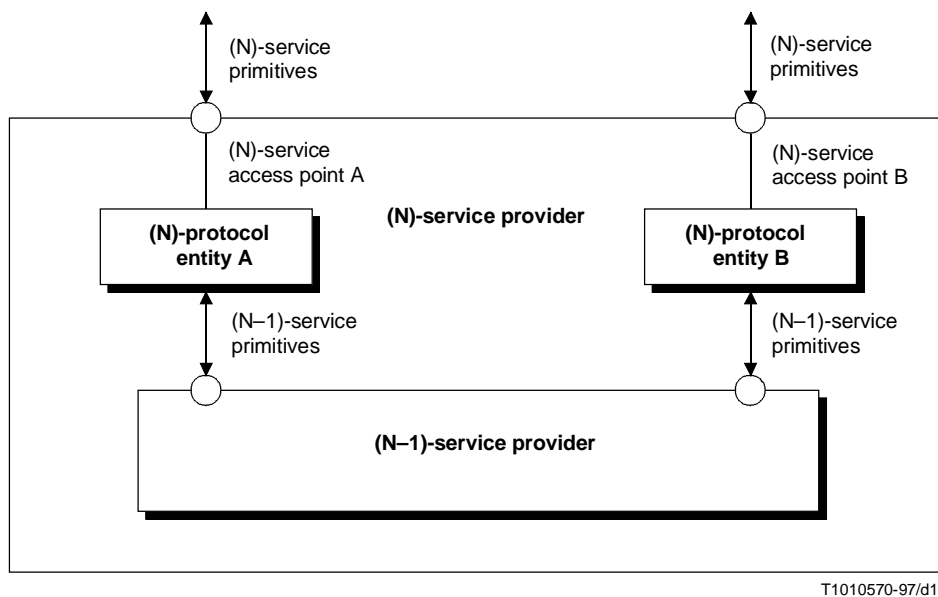 (N)-service
primitives
(N)-service
primitives
(N)-service
access point A
(N)-service
access point B
(N)-service provider
(N)-protocol
entity A
(N)-protocol
entity B
(N–1)-service
primitives
(N–1)-service
primitives
(N–1)-service provider
T1010570-97/d1